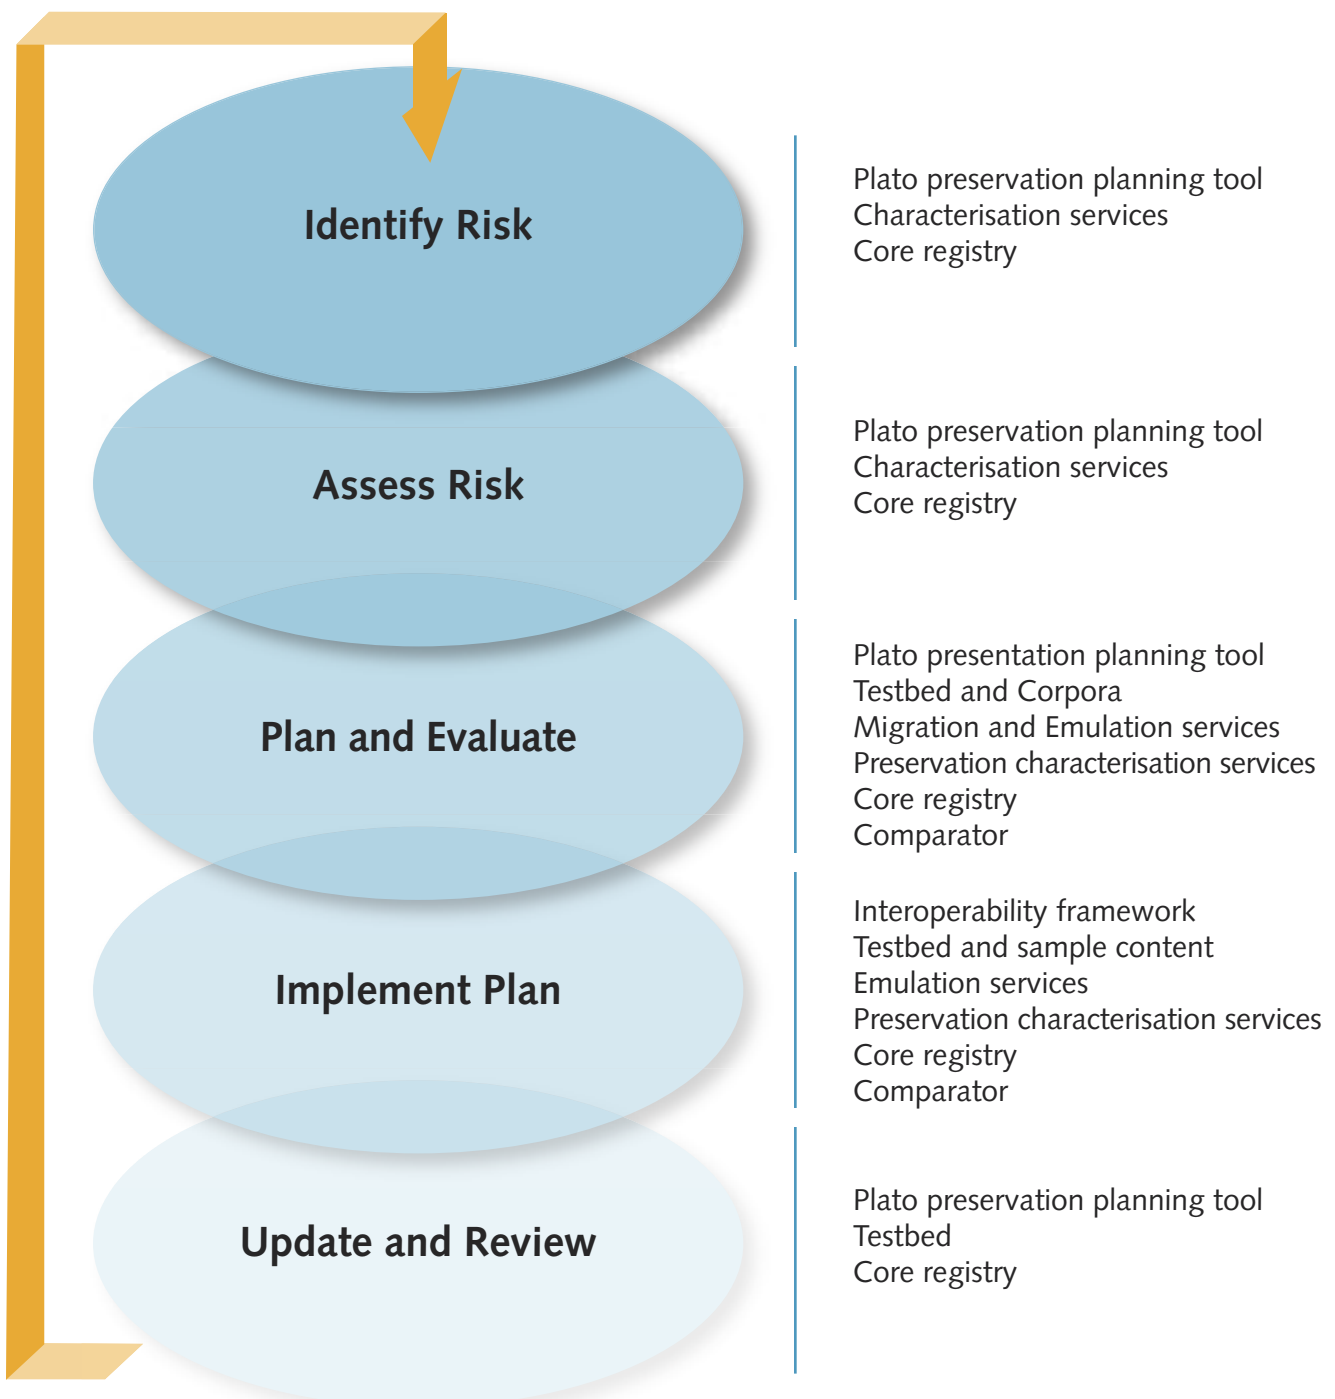 Identify Risk
Plato preservation planning tool
Characterisation services
Core registry
Assess Risk
Plato preservation planning tool
Characterisation services
Core registry
Plan and Evaluate
Plato presentation planning tool
Testbed and Corpora
Migration and Emulation services
Preservation characterisation services
Core registry
Comparator
Implement Plan
Interoperability framework
Testbed and sample content
Emulation services
Preservation characterisation services
Core registry
Comparator
Update and Review
Plato preservation planning tool
Testbed
Core registry